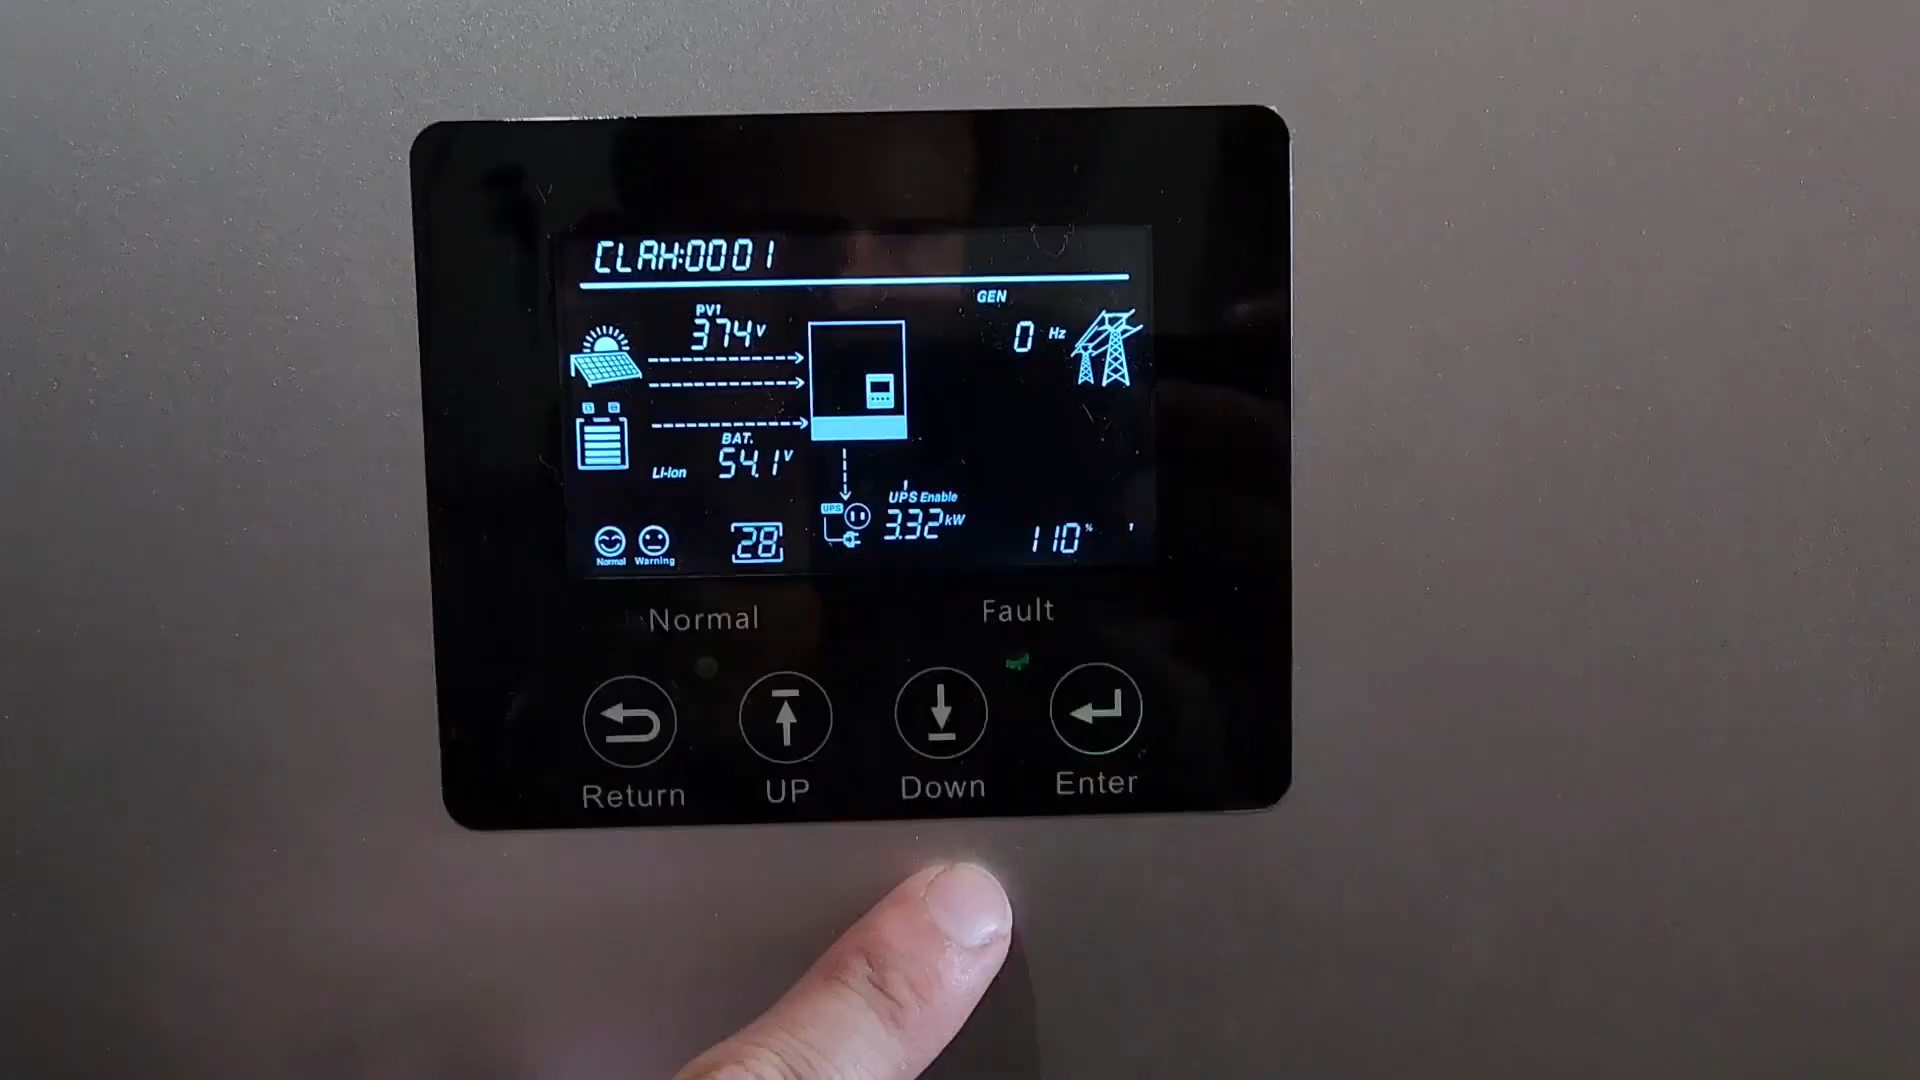 CLAH:0001
GEN
PV1
374V
0 Hz
BAT.
Li-ion 54.1V
UPS Enable
UPS
3.32kW
110%
28
Normal Warning
Normal Fault
Return UP Down Enter